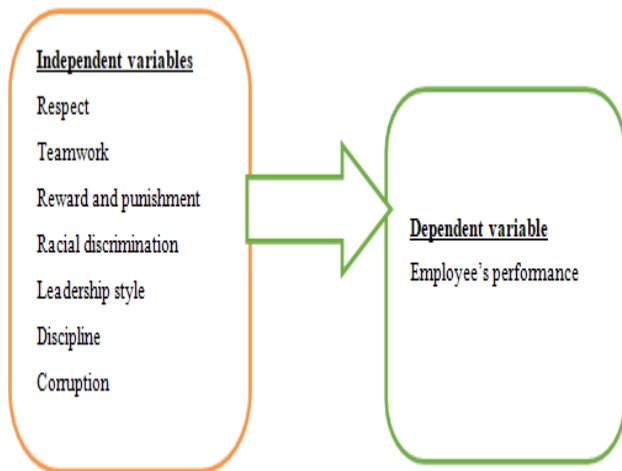 Independent variables
Respect
Teamwork
Reward and punishment
Racial discrimination
Leadership style
Discipline
Corruption
Dependent variable
Employee’s performance